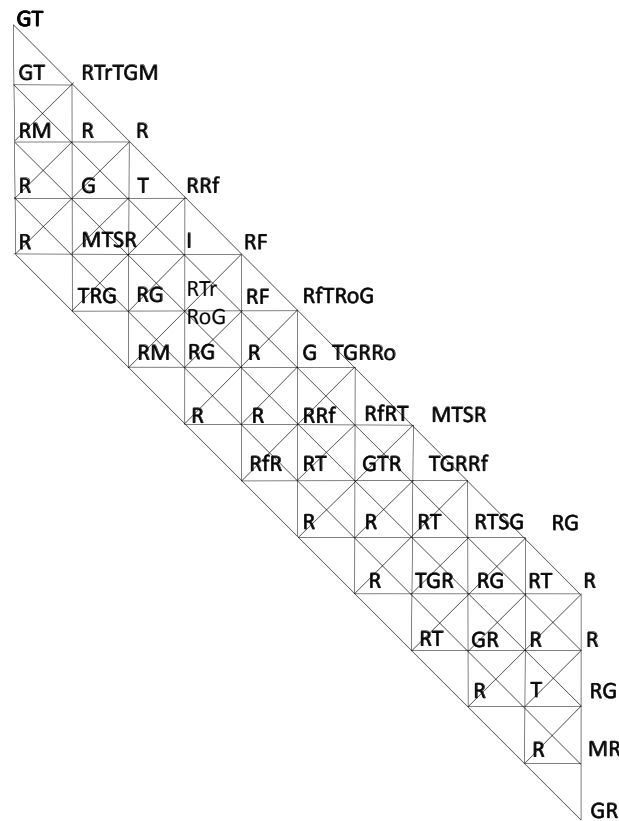 GT
GT RTrTGM
RM R R
R G T RRf
R MTSR I RF
TRG RG RTr RF RfTRoG
RoG
RM RG R G TGRRo
R R RRf RfRT MTSR
RfR RT GTR TGRRf
R R RT RTSG RG
R TGR RG RT R
RT GR R R
R T RG
R MR
GR